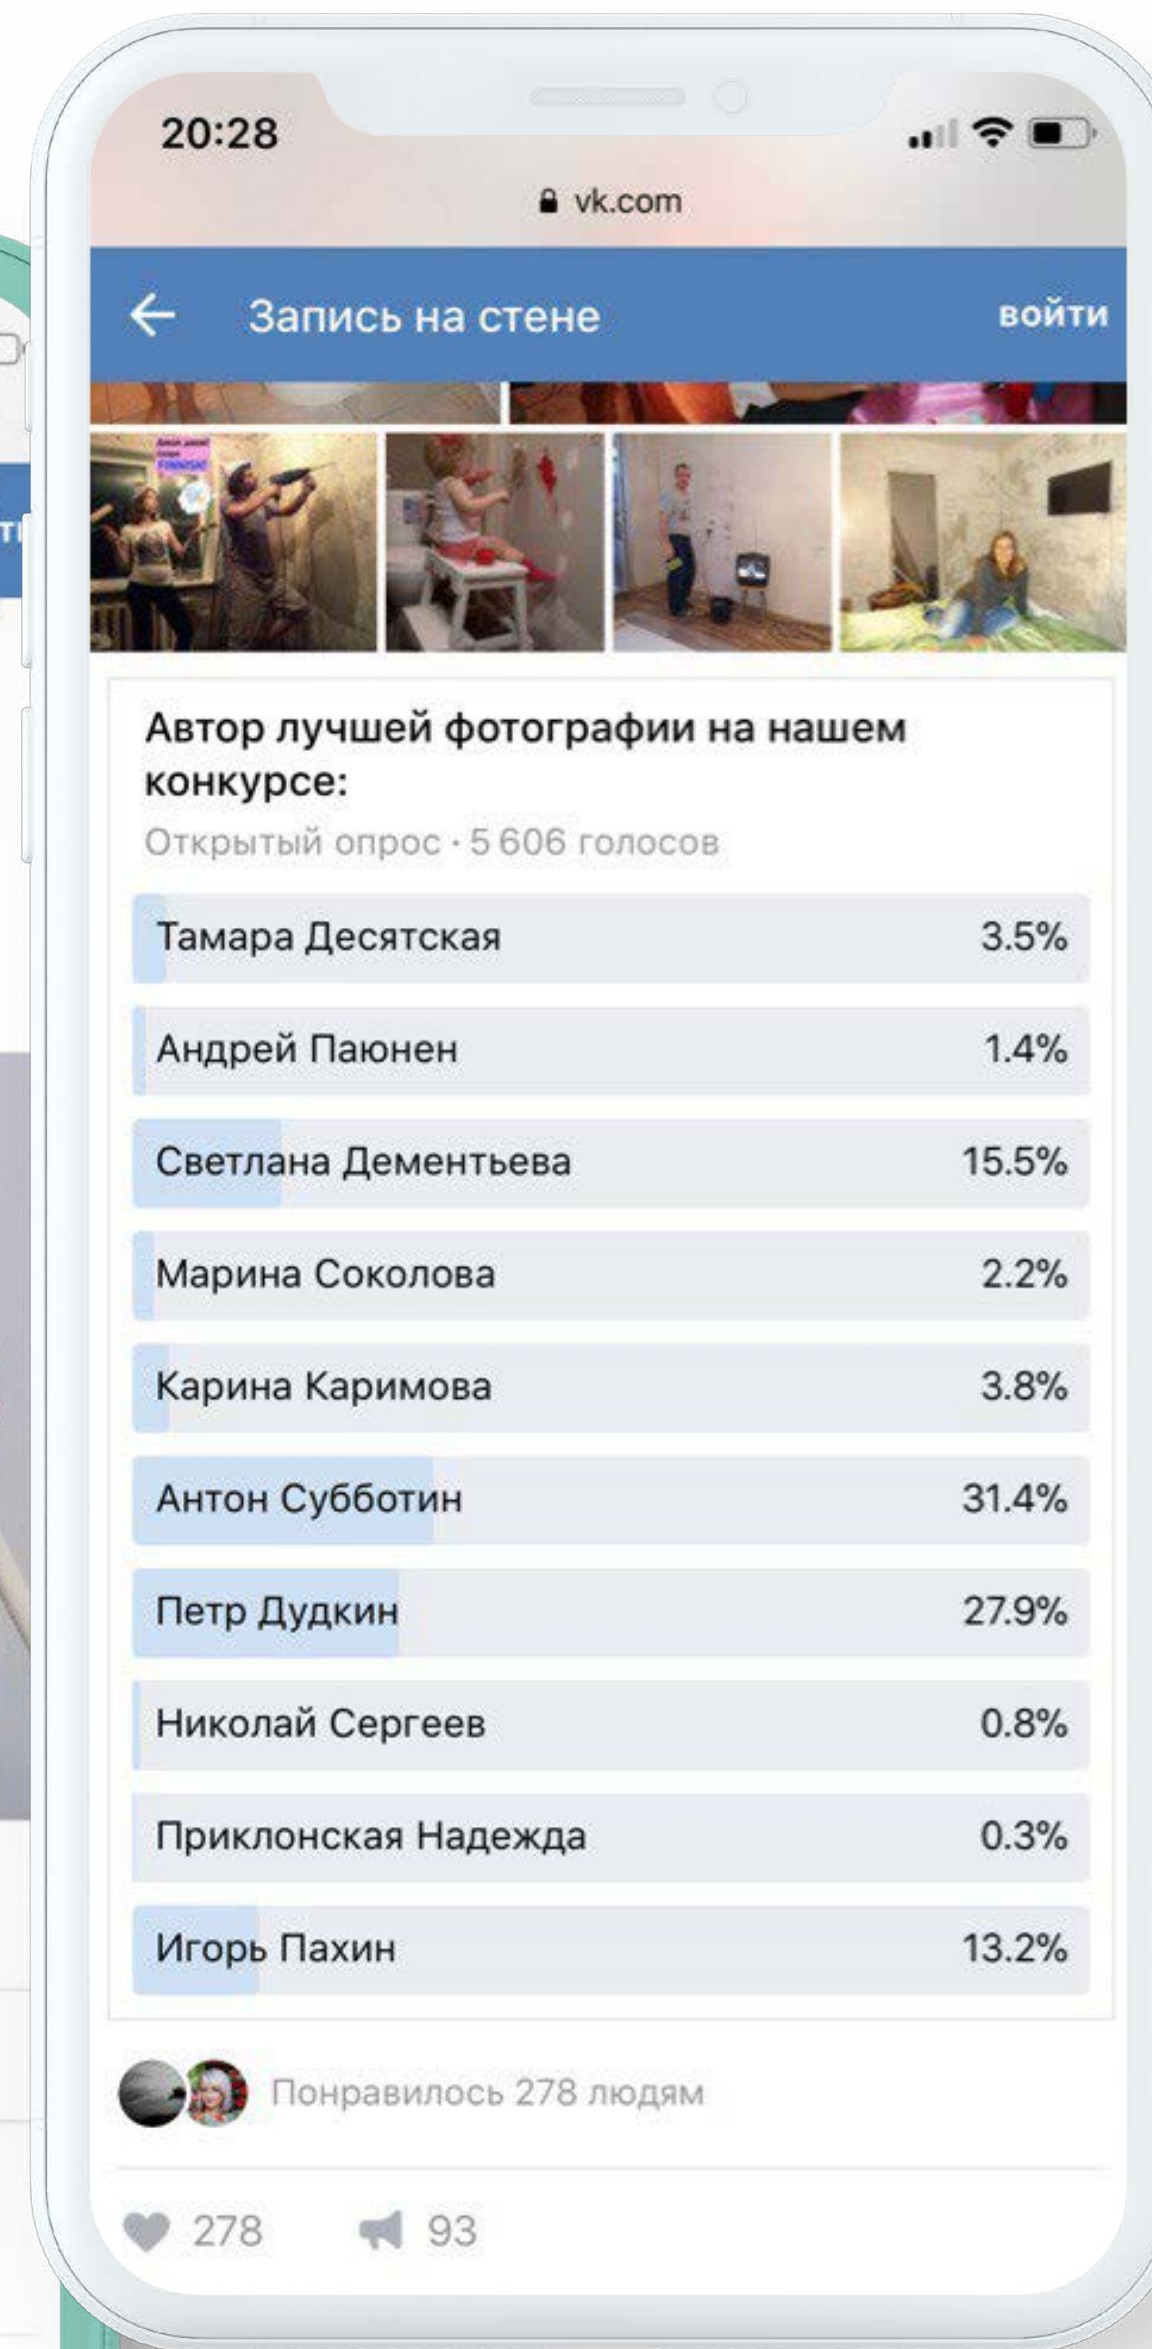 20:28
vk.com
Запись на стене
войти
FINNISH!
Автор лучшей фотографии на нашем
конкурсе:
Открытый опрос · 5 606 голосов
Тамара Десятская 3.5%
Андрей Паюнен 1.4%
Светлана Дементьева 15.5%
Марина Соколова 2.2%
Карина Каримова 3.8%
Антон Субботин 31.4%
Петр Дудкин 27.9%
Николай Сергеев 0.8%
Приклонская Надежда 0.3%
Игорь Пахин 13.2%
Понравилось 278 людям
278 93